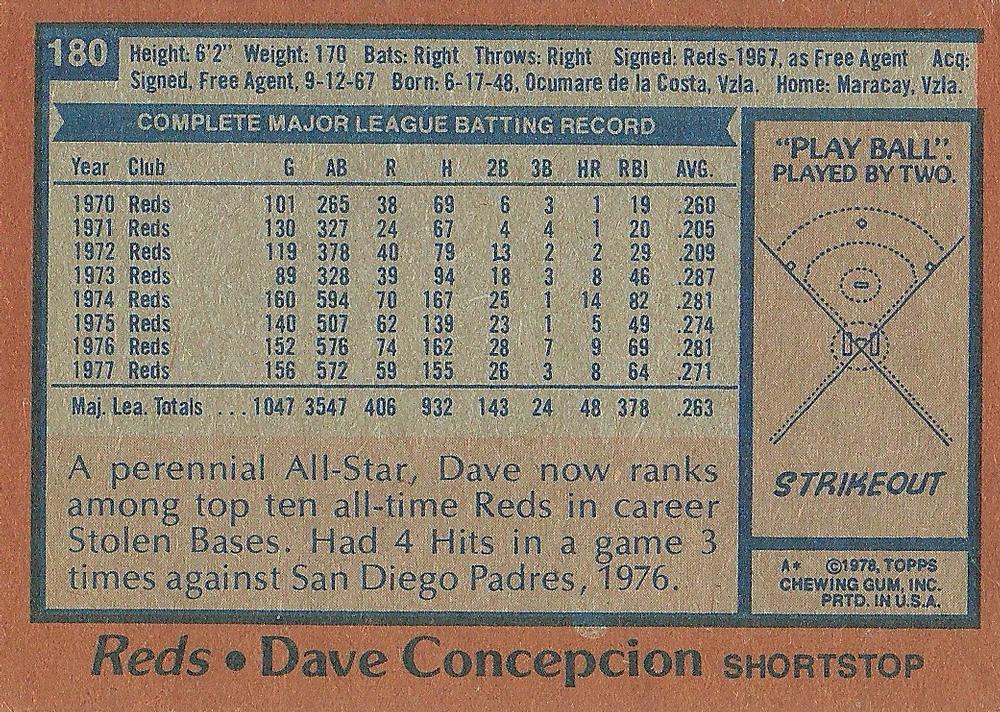 180
Height: 6'2" Weight: 170 Bats: Right Throws: Right Signed: Reds-1967, as Free Agent Acq:
Signed, Free Agent, 9-12-67 Born: 6-17-48, Ocumare de la Costa, Vzla. Home: Maracay, Vzla.
COMPLETE MAJOR LEAGUE BATTING RECORD
Year Club G AB R H 2B 3B HR RBI AVG.
1970 Reds 101 265 38 69 6 3 1 19 .260
1971 Reds 130 327 24 67 4 4 1 20 .205
1972 Reds 119 378 40 79 13 2 2 29 .209
1973 Reds 89 328 39 94 18 3 8 46 .287
1974 Reds 160 594 70 167 25 1 14 82 .281
1975 Reds 140 507 62 139 23 1 5 49 .274
1976 Reds 152 576 74 162 28 7 9 69 .281
1977 Reds 156 572 59 155 26 3 8 64 .271
Maj. Lea. Totals ... 1047 3547 406 932 143 24 48 378 .263
A perennial All-Star, Dave now ranks
among top ten all-time Reds in career
Stolen Bases. Had 4 Hits in a game 3
times against San Diego Padres, 1976.
"PLAY BALL".
PLAYED BY TWO.
STRIKEOUT
A* ©1978, TOPPS
CHEWING GUM, INC.
PRTD. IN U.S.A.
Reds • Dave Concepcion SHORTSTOP